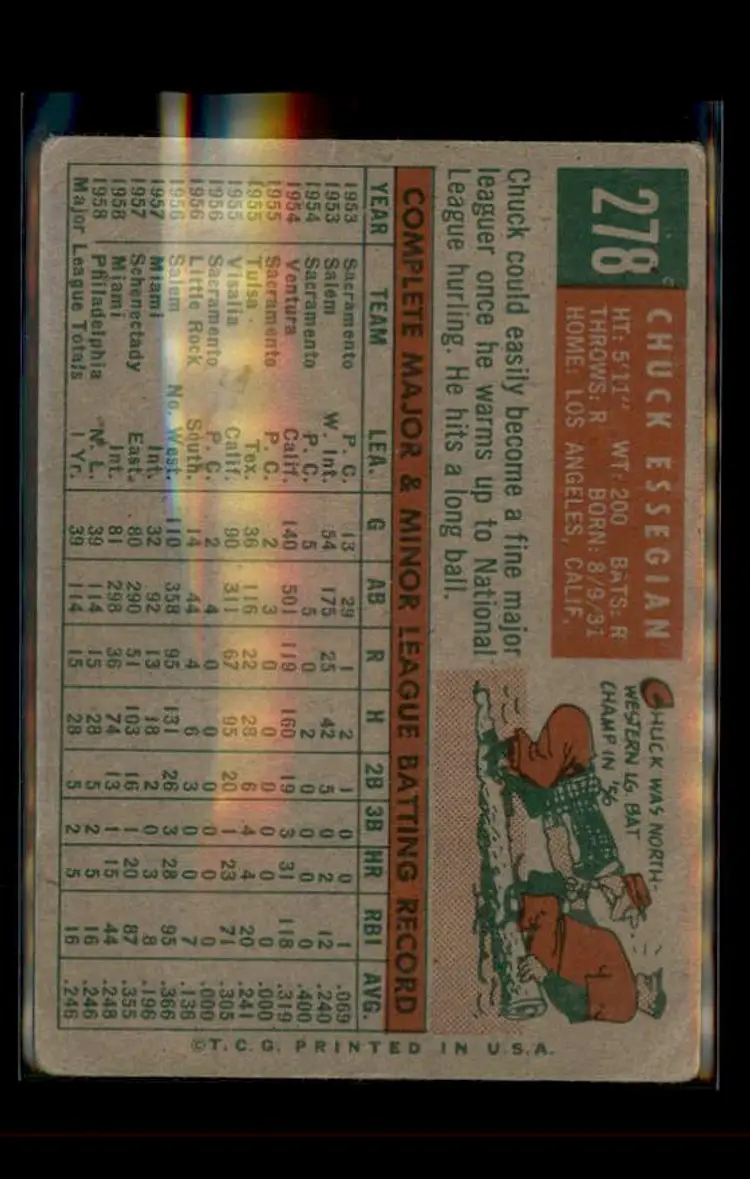 278
CHUCK ESSEGIAN
HT: 5'11" WT: 200 BATS: R
THROWS: R BORN: 8/9/31
HOME: LOS ANGELES, CALIF.
CHUCK WAS NORTH-
WESTERN LG. BAT
CHAMP IN '56
Chuck could easily become a fine major
leaguer once he warms up to National
League hurling. He hits a long ball.
COMPLETE MAJOR & MINOR LEAGUE BATTING RECORD
YEAR TEAM LEA. G AB R H 2B 3B HR RBI AVG.
1953 Sacramento P. C. 13 29 1 2 1 0 0 1 .069
1953 Salem W. Int. 54 175 25 42 5 0 2 12 .240
1954 Sacramento P. C. 5 5 0 2 0 0 0 0 .400
1954 Ventura Calif. 140 501 119 160 19 3 31 118 .319
1955 Sacramento P. C. 2 3 0 0 0 0 0 0 .000
1955 Tulsa Tex. 36 116 22 28 6 4 4 20 .241
1955 Visalia Calif. 90 311 67 95 20 1 23 71 .305
1956 Sacramento P. C. 2 4 0 0 0 0 0 0 .000
1956 Little Rock South. 14 44 4 6 3 0 0 7 .136
1956 Salem No. West. 110 358 95 131 26 3 28 95 .366
1957 Miami Int. 32 92 13 18 2 0 3 8 .196
1957 Schenectady East. 80 290 51 103 16 1 20 87 .355
1958 Miami Int. 81 298 36 74 13 1 15 44 .248
1958 Philadelphia N. L. 39 114 15 28 5 2 5 16 .246
Major League Totals 1 Yr. 39 114 15 28 5 2 5 16 .246
©T.C.G. PRINTED IN U.S.A.